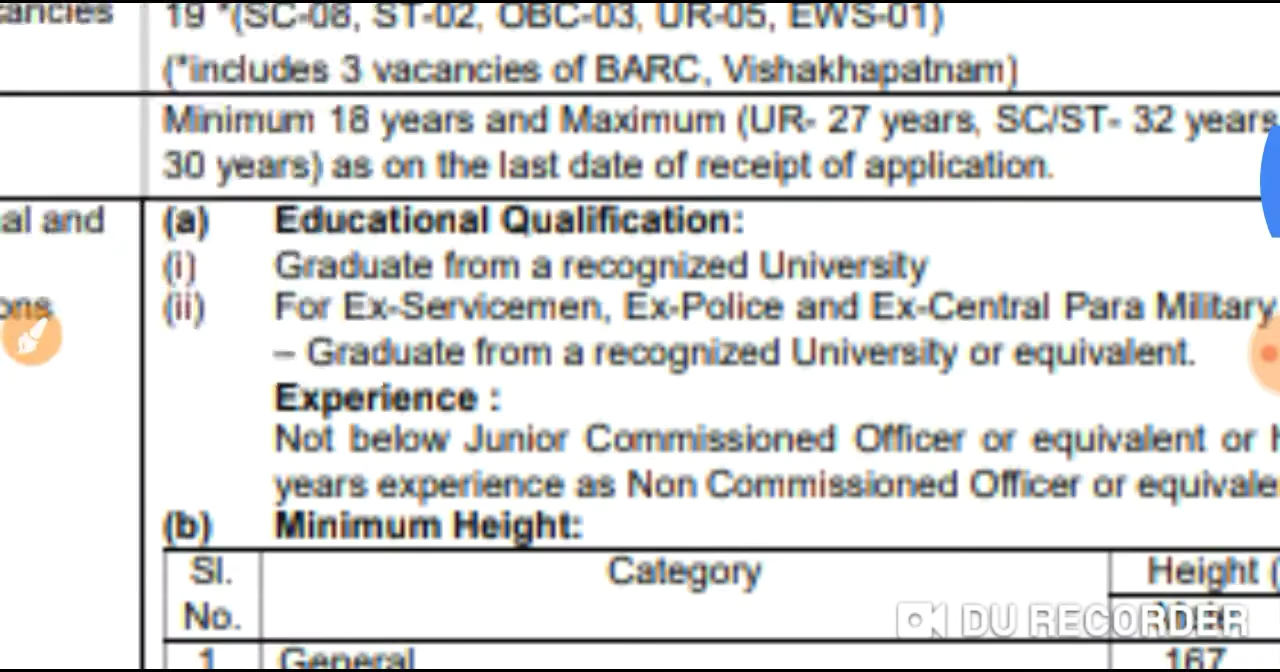 ancies
19 *(SC-08, ST-02, OBC-03, UR-05, EWS-01)
(*includes 3 vacancies of BARC, Vishakhapatnam)
Minimum 18 years and Maximum (UR- 27 years, SC/ST- 32 years
30 years) as on the last date of receipt of application.
al and
(a) Educational Qualification:
(i) Graduate from a recognized University
ons
(ii) For Ex-Servicemen, Ex-Police and Ex-Central Para Military
– Graduate from a recognized University or equivalent.
Experience :
Not below Junior Commissioned Officer or equivalent or
years experience as Non Commissioned Officer or equivale
(b) Minimum Height:
Sl. No.
Category
Height (
DU RECORDER
1 General 167